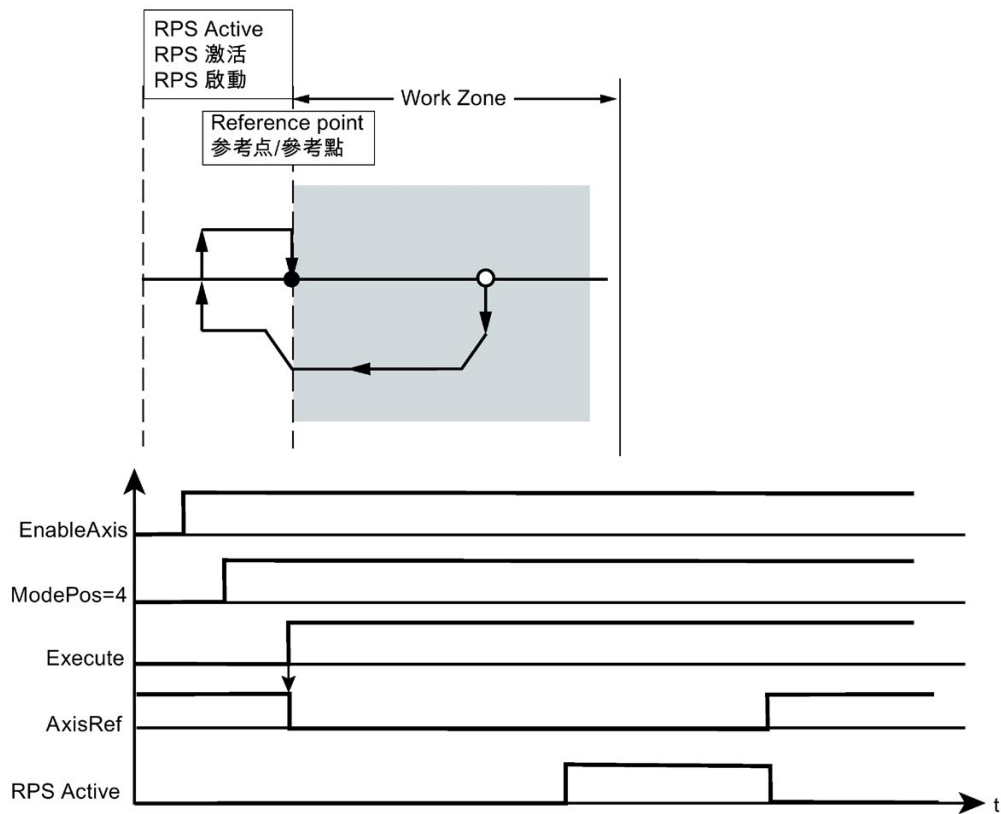 RPS Active
RPS 激活
RPS 啟動
Work Zone
Reference point
参考点/參考點
EnableAxis
ModePos=4
Execute
AxisRef
RPS Active
t